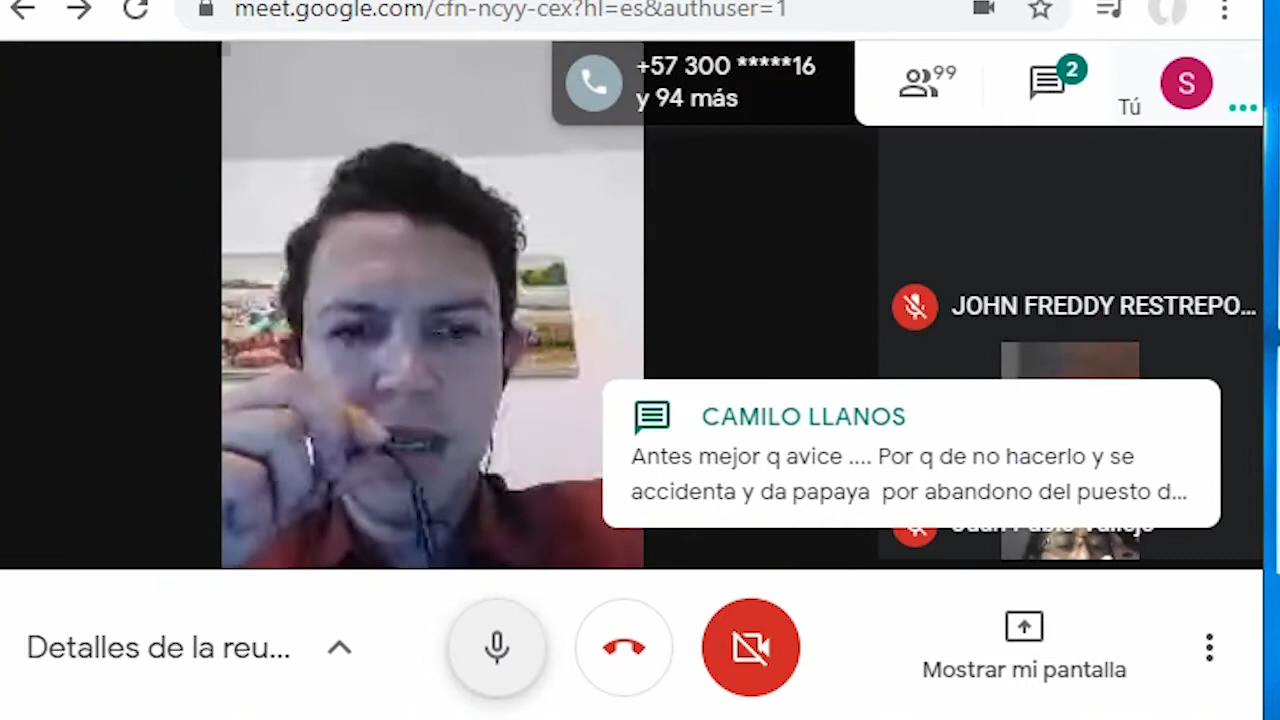 meet.google.com/cfn-ncyy-cex?hl=es&authuser=1
+57 300 *****16
y 94 más
99
2
Tú
S
JOHN FREDDY RESTREPO...
CAMILO LLANOS
Antes mejor q avice .... Por q de no hacerlo y se
accidenta y da papaya por abandono del puesto d...
Detalles de la reu...
Mostrar mi pantalla